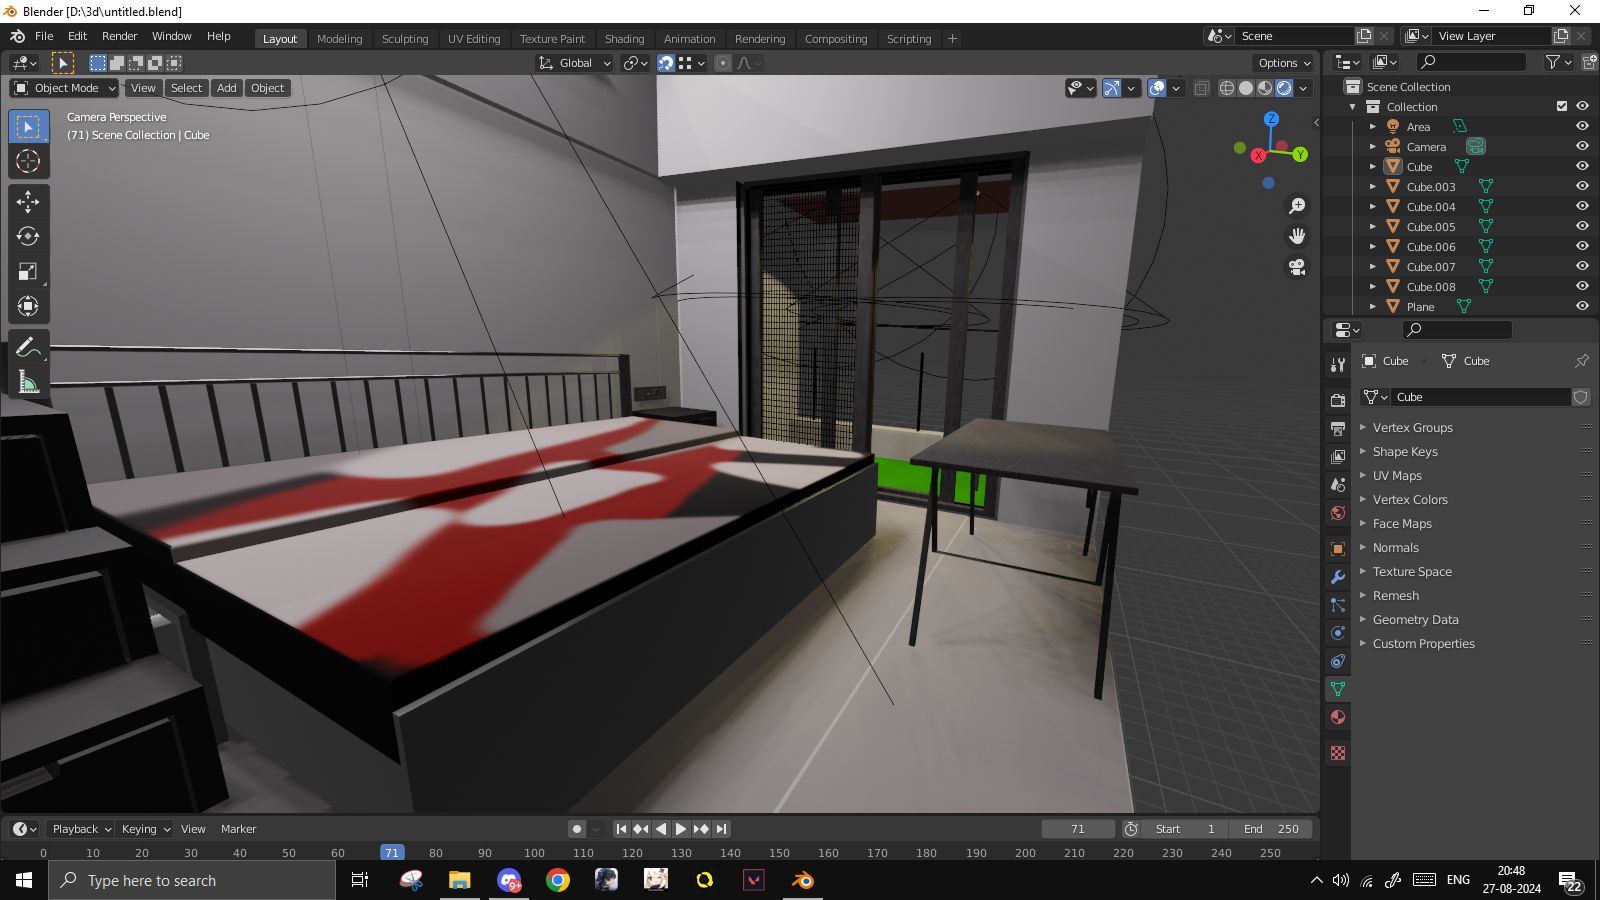 Blender [D:\3d\untitled.blend]
File Edit Render Window Help
Layout Modeling Sculpting UV Editing Texture Paint Shading Animation Rendering Compositing Scripting +
Scene View Layer
Global Options
Object Mode View Select Add Object
Camera Perspective
(71) Scene Collection | Cube
Z
X Y
Scene Collection
Collection
Area
Camera
Cube
Cube.003
Cube.004
Cube.005
Cube.006
Cube.007
Cube.008
Plane
Cube Cube
Cube
Vertex Groups
Shape Keys
UV Maps
Vertex Colors
Face Maps
Normals
Texture Space
Remesh
Geometry Data
Custom Properties
Playback Keying View Marker
71 Start 1 End 250
0 10 20 30 40 50 60 71 80 90 100 110 120 130 140 150 160 170 180 190 200 210 220 230 240 250
Type here to search
9+
ENG
20:48
27-08-2024
22